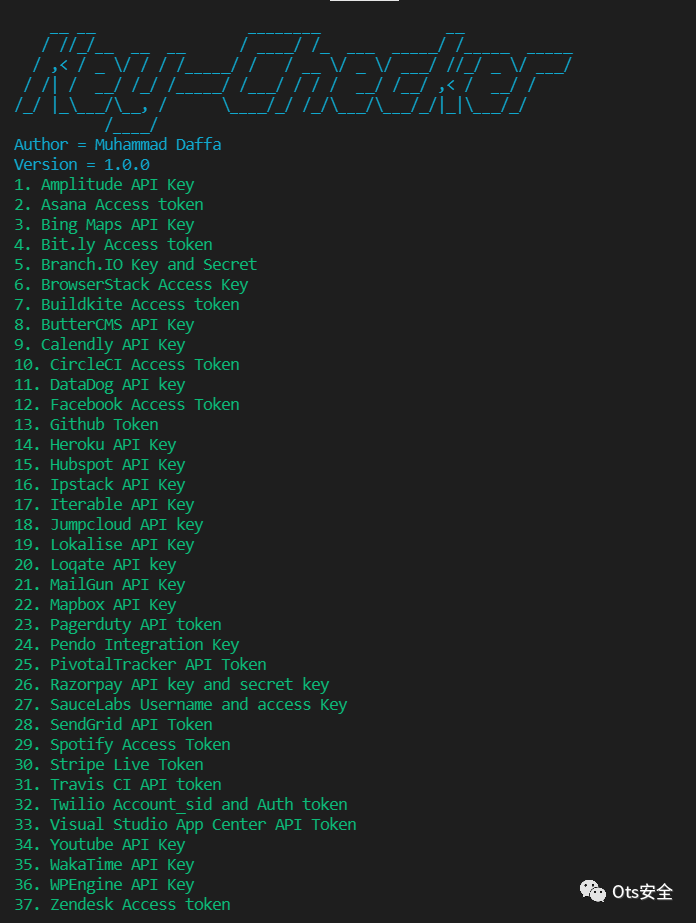 Key-Checker
Author = Muhammad Daffa
Version = 1.0.0
1. Amplitude API Key
2. Asana Access token
3. Bing Maps API Key
4. Bit.ly Access token
5. Branch.IO Key and Secret
6. BrowserStack Access Key
7. Buildkite Access token
8. ButterCMS API Key
9. Calendly API Key
10. CircleCI Access Token
11. DataDog API key
12. Facebook Access Token
13. Github Token
14. Heroku API Key
15. Hubspot API Key
16. Ipstack API Key
17. Iterable API Key
18. Jumpcloud API key
19. Lokalise API Key
20. Loqate API key
21. MailGun API Key
22. Mapbox API Key
23. Pagerduty API token
24. Pendo Integration Key
25. PivotalTracker API Token
26. Razorpay API key and secret key
27. SauceLabs Username and access Key
28. SendGrid API Token
29. Spotify Access Token
30. Stripe Live Token
31. Travis CI API token
32. Twilio Account_sid and Auth token
33. Visual Studio App Center API Token
34. Youtube API Key
35. WakaTime API Key
36. WPEngine API Key
37. Zendesk Access token
Ots安全